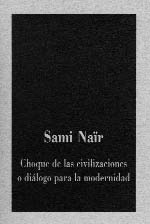 Sami Naïr
Choque de las civilizaciones
o diálogo para la modernidad